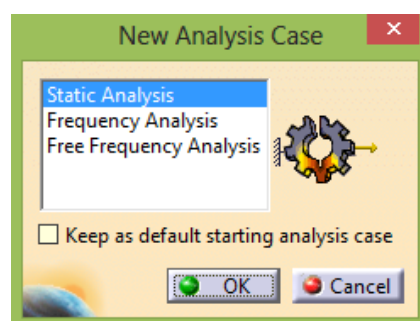 New Analysis Case
Static Analysis
Frequency Analysis
Free Frequency Analysis
Keep as default starting analysis case
OK
Cancel